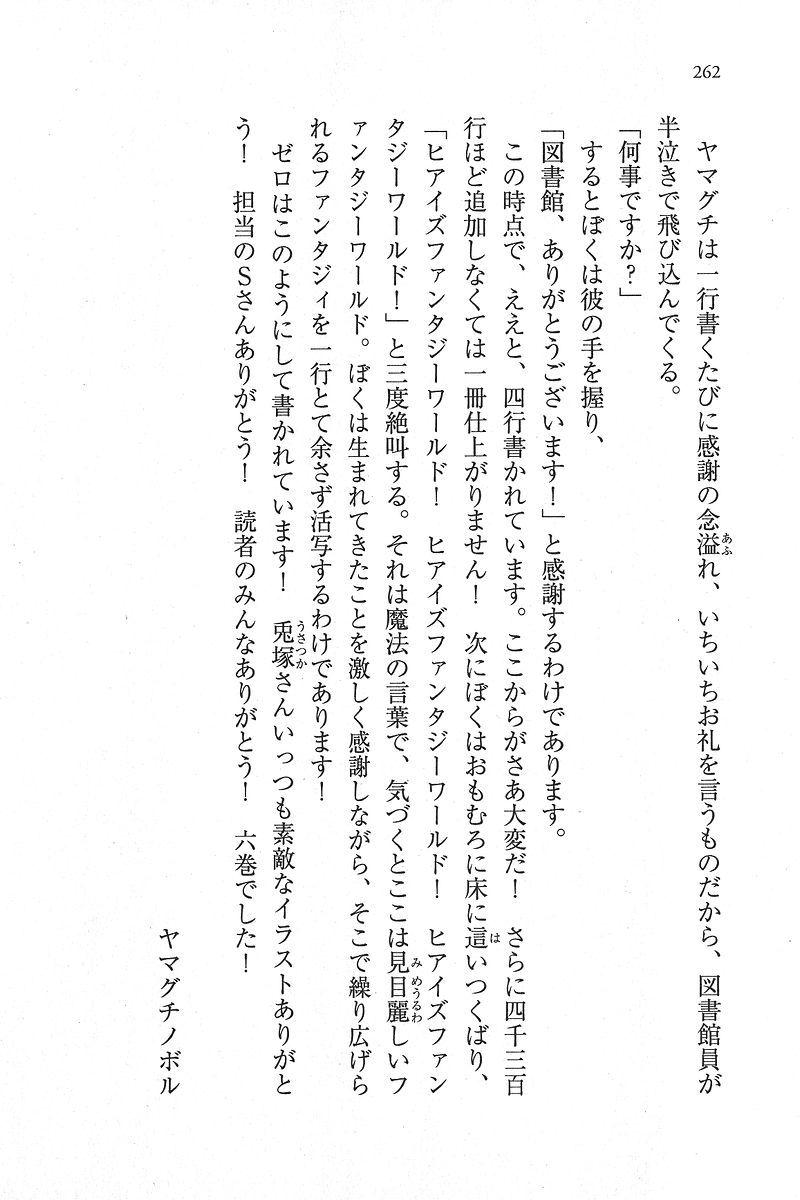 262
ヤマグチは一行書くたびに感謝の念溢れ、いちいちお礼を言うものだから、図書館員が
半泣きで飛び込んでくる。
「何事ですか？」
するとぼくは彼の手を握り、
「図書館、ありがとうございます！」と感謝するわけであります。
この時点で、ええと、四行書かれています。ここからがさあ大変だ！　さらに四千三百
行ほど追加しなくては一冊仕上がりません！　次にぼくはおもむろに床に這いつくばり、
「ヒアイズファンタジーワールド！　ヒアイズファンタジーワールド！　ヒアイズファン
タジーワールド！」と三度絶叫する。それは魔法の言葉で、気づくとここは見目麗しいフ
ァンタジーワールド。ぼくは生まれてきたことを激しく感謝しながら、そこで繰り広げら
れるファンタジィを一行とて余さず活写するわけであります！
ゼロはこのようにして書かれています！　兎塚さんいっつも素敵なイラストありがと
う！　担当のSさんありがとう！　読者のみんなありがとう！　六巻でした！
ヤマグチノボル